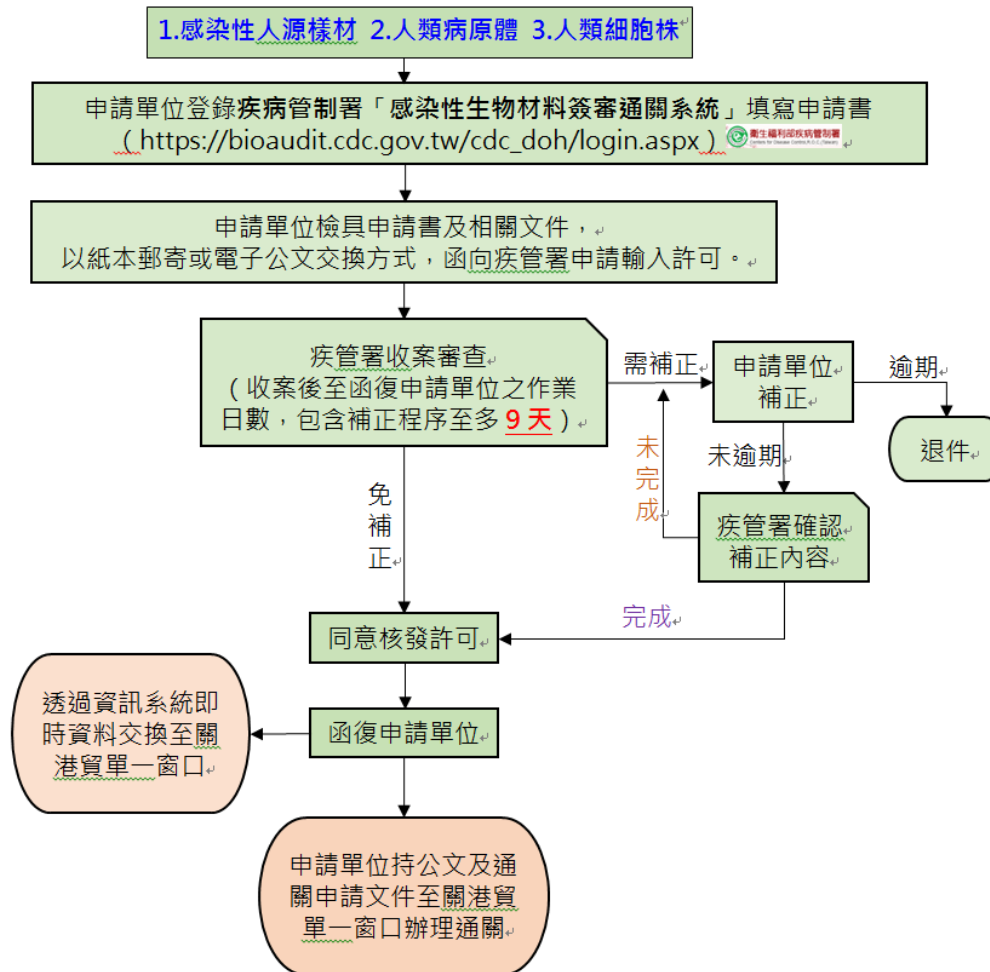 1.感染性人源樣材 2.人類病原體 3.人類細胞株
申請單位登錄疾病管制署「感染性生物材料簽審通關系統」填寫申請書
（https://bioaudit.cdc.gov.tw/cdc_doh/login.aspx）
衛生福利部疾病管制署
申請單位檢具申請書及相關文件，
以紙本郵寄或電子公文交換方式，函向疾管署申請輸入許可。
疾管署收案審查
（收案後至函復申請單位之作業
日數，包含補正程序至多 9 天）
需補正
申請單位
補正
逾期
退件
未逾期
未完成
疾管署確認
補正內容
免補正
完成
同意核發許可
函復申請單位
透過資訊系統即
時資料交換至關
港貿單一窗口
申請單位持公文及通
關申請文件至關港貿
單一窗口辦理通關